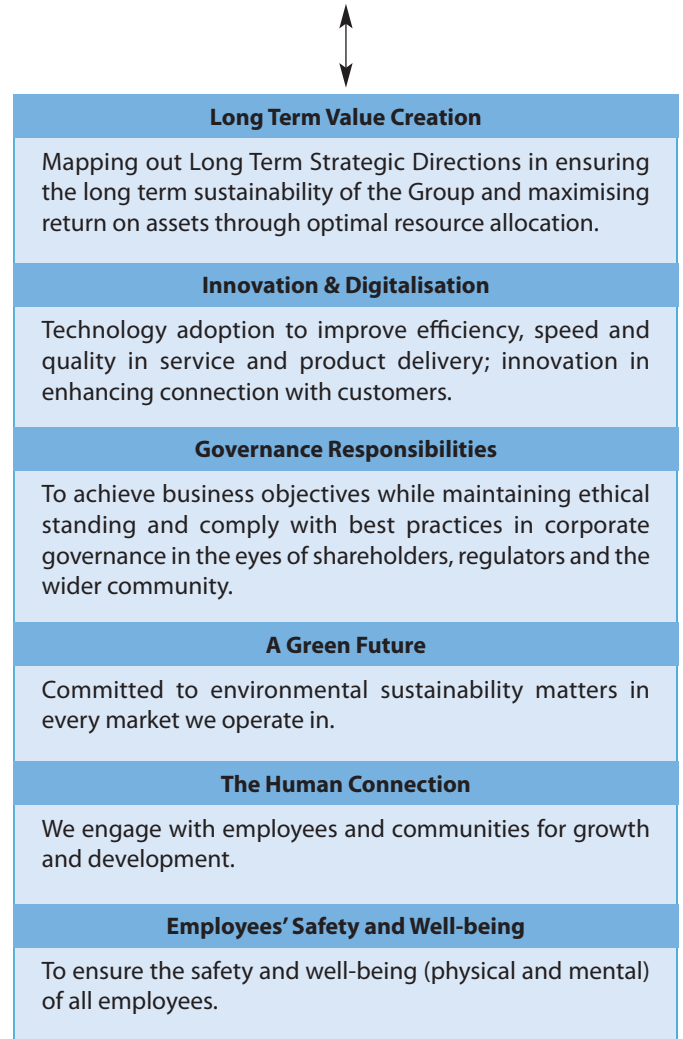 Long Term Value Creation
Mapping out Long Term Strategic Directions in ensuring
the long term sustainability of the Group and maximising
return on assets through optimal resource allocation.
Innovation & Digitalisation
Technology adoption to improve efficiency, speed and
quality in service and product delivery; innovation in
enhancing connection with customers.
Governance Responsibilities
To achieve business objectives while maintaining ethical
standing and comply with best practices in corporate
governance in the eyes of shareholders, regulators and the
wider community.
A Green Future
Committed to environmental sustainability matters in
every market we operate in.
The Human Connection
We engage with employees and communities for growth
and development.
Employees’ Safety and Well-being
To ensure the safety and well-being (physical and mental)
of all employees.